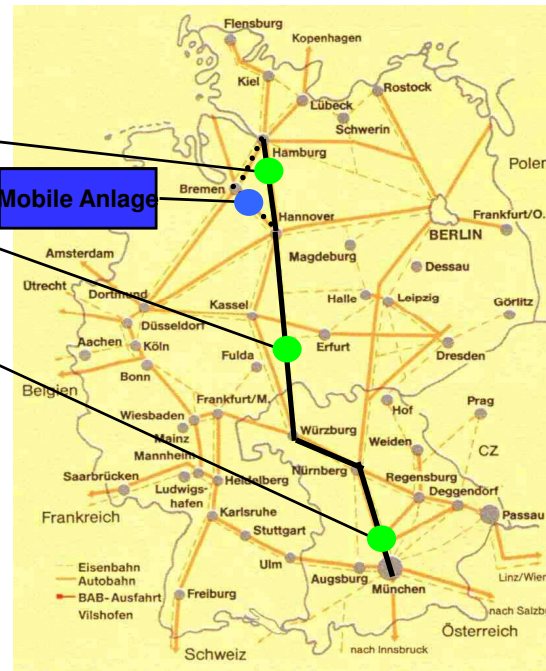 Flensburg
Kopenhagen
Kiel
Rostock
Lübeck
Schwerin
Hamburg
Polen
Bremen
Mobile Anlage
Hannover
Frankfurt/O.
BERLIN
Magdeburg
Amsterdam
Dessau
Ütrecht
Dortmund
Halle
Leipzig
Kassel
Görlitz
Düsseldorf
Aachen
Köln
Erfurt
Dresden
Fulda
Bonn
Belgien
Frankfurt/M.
Hof
Prag
Wiesbaden
Mainz
Würzburg
Weiden
CZ
Mannheim
Nürnberg
Saarbrücken
Ludwigs-
hafen
Heidelberg
Regensburg
Deggendorf
Passau
Frankreich
Karlsruhe
Stuttgart
Ulm
Augsburg
München
Linz/Wien
Eisenbahn
Autobahn
BAB-Ausfahrt
Vilshofen
Freiburg
nach Salzb
Österreich
nach Innsbruck
Schweiz